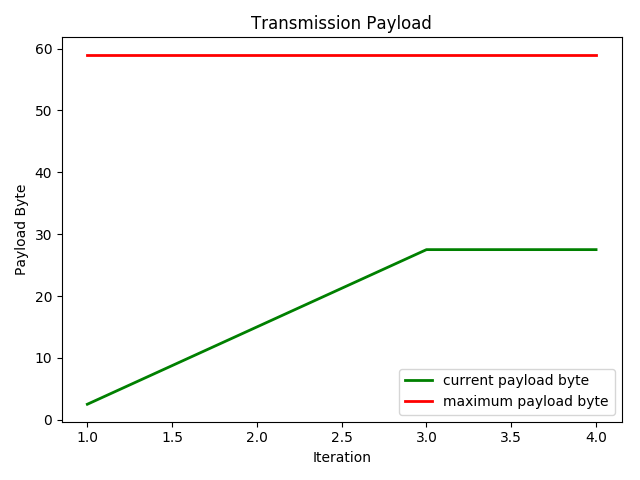 Transmission Payload
60
50
40
30
20
10
0
Payload Byte
current payload byte
maximum payload byte
1.0 1.5 2.0 2.5 3.0 3.5 4.0
Iteration